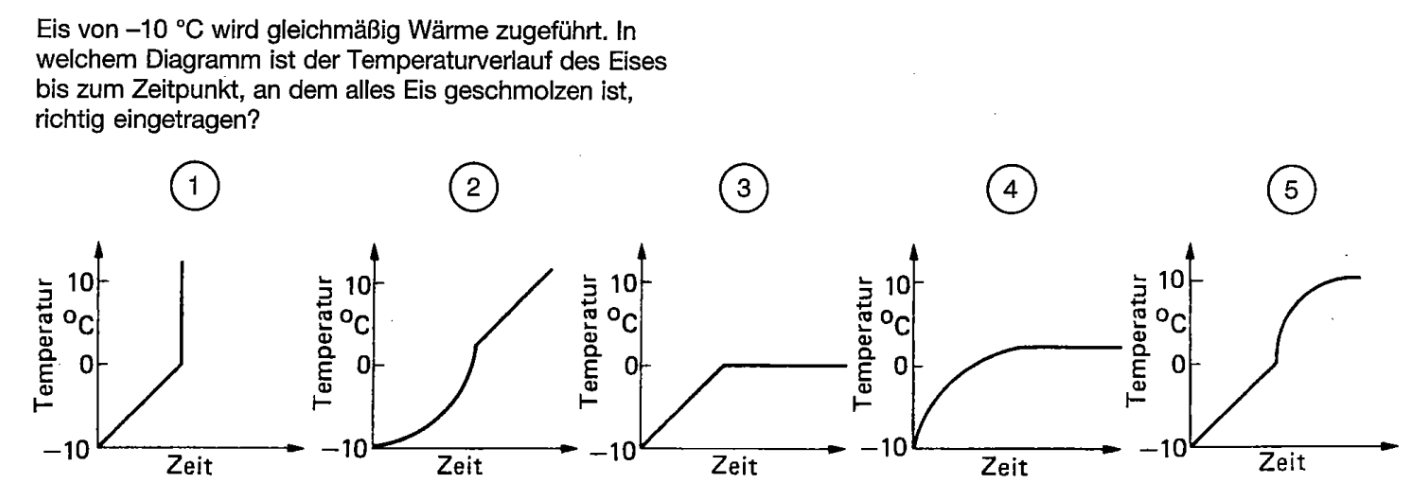 Eis von –10 °C wird gleichmäßig Wärme zugeführt. In
welchem Diagramm ist der Temperaturverlauf des Eises
bis zum Zeitpunkt, an dem alles Eis geschmolzen ist,
richtig eingetragen?
1
2
3
4
5
Temperatur
10
°C
0
–10
Zeit
Temperatur
10
°C
0
–10
Zeit
Temperatur
10
°C
0
–10
Zeit
Temperatur
10
°C
0
–10
Zeit
Temperatur
10
°C
0
–10
Zeit